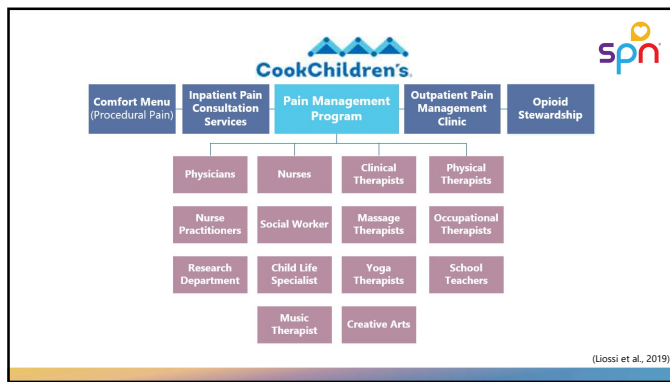 spn
CookChildren's.
Comfort Menu
(Procedural Pain)
Inpatient Pain
Consultation
Services
Pain Management
Program
Outpatient Pain
Management
Clinic
Opioid
Stewardship
Physicians
Nurses
Clinical
Therapists
Physical
Therapists
Nurse
Practitioners
Social Worker
Massage
Therapists
Occupational
Therapists
Research
Department
Child Life
Specialist
Yoga
Therapists
School
Teachers
Music
Therapist
Creative Arts
(Liossi et al., 2019)